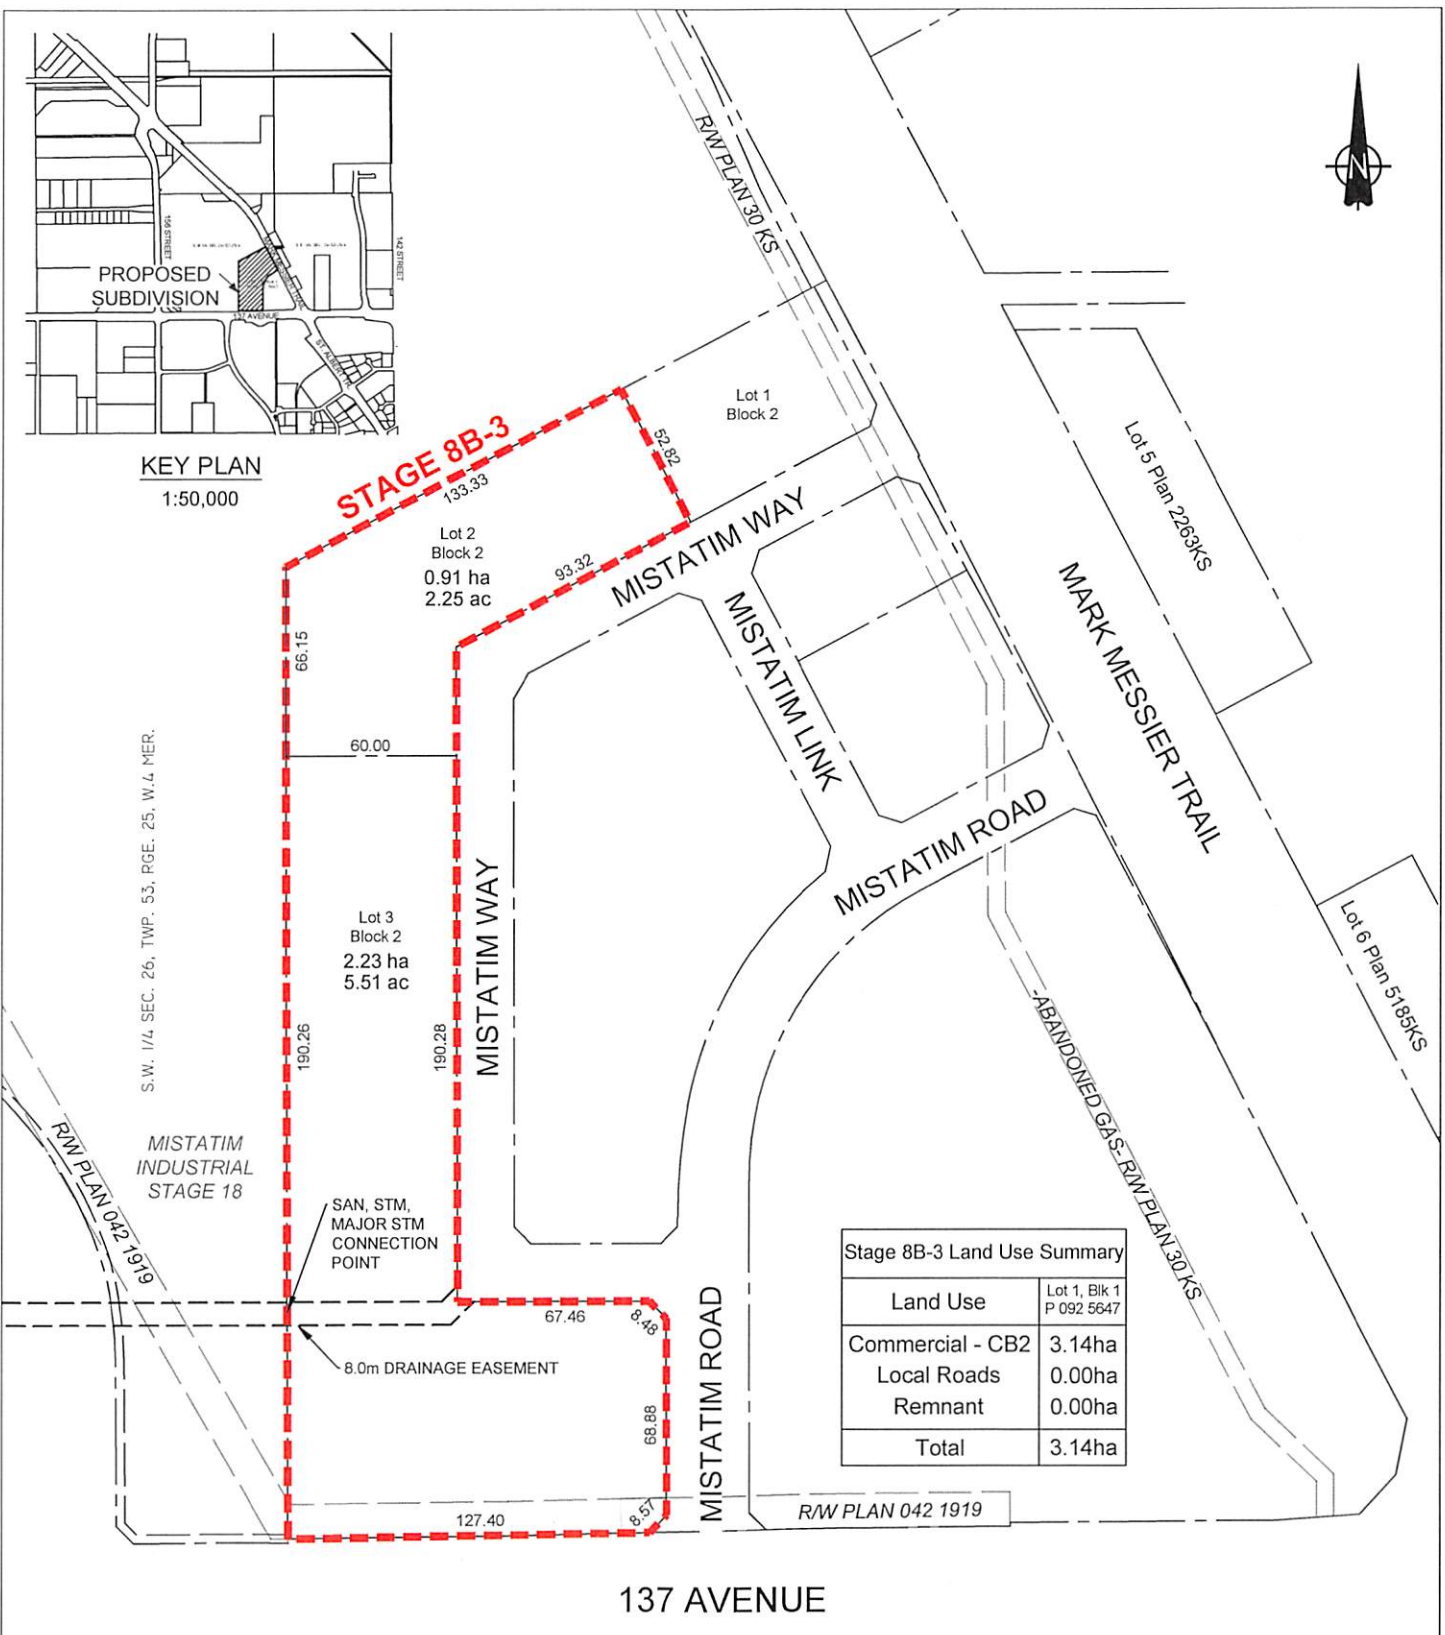 156 STREET
142 STREET
MARK MESSIER TRAIL
PROPOSED
SUBDIVISION
137 AVENUE
ST. ALBERT TR.
KEY PLAN
1:50,000
N
R/W PLAN 30 KS
Lot 1
Block 2
STAGE 8B-3
133.33
52.82
Lot 2
Block 2
0.91 ha
2.25 ac
93.32
66.15
60.00
MISTATIM WAY
MISTATIM LINK
MISTATIM ROAD
MARK MESSIER TRAIL
Lot 5 Plan 2263KS
Lot 6 Plan 5185KS
S.W. 1/4 SEC. 26, TWP. 53, RGE. 25, W.4 MER.
Lot 3
Block 2
2.23 ha
5.51 ac
190.26
190.28
MISTATIM WAY
-ABANDONED GAS- R/W PLAN 30 KS
MISTATIM
INDUSTRIAL
STAGE 18
R/W PLAN 042 1919
SAN, STM,
MAJOR STM
CONNECTION
POINT
67.46
8.48
8.0m DRAINAGE EASEMENT
68.88
MISTATIM ROAD
127.40
8.57
Stage 8B-3 Land Use Summary
Land Use
Lot 1, Blk 1
P 092 5647
Commercial - CB2 3.14ha
Local Roads 0.00ha
Remnant 0.00ha
Total 3.14ha
R/W PLAN 042 1919
137 AVENUE